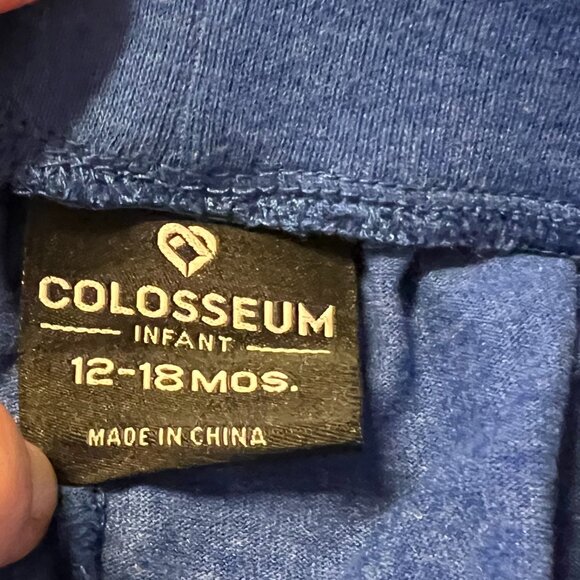 COLOSSEUM
INFANT
12-18 MOS.
MADE IN CHINA